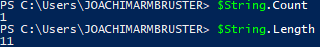 PS C:\Users\JOACHIMARMBRUSTER> $String.Count
1
PS C:\Users\JOACHIMARMBRUSTER> $String.Length
11